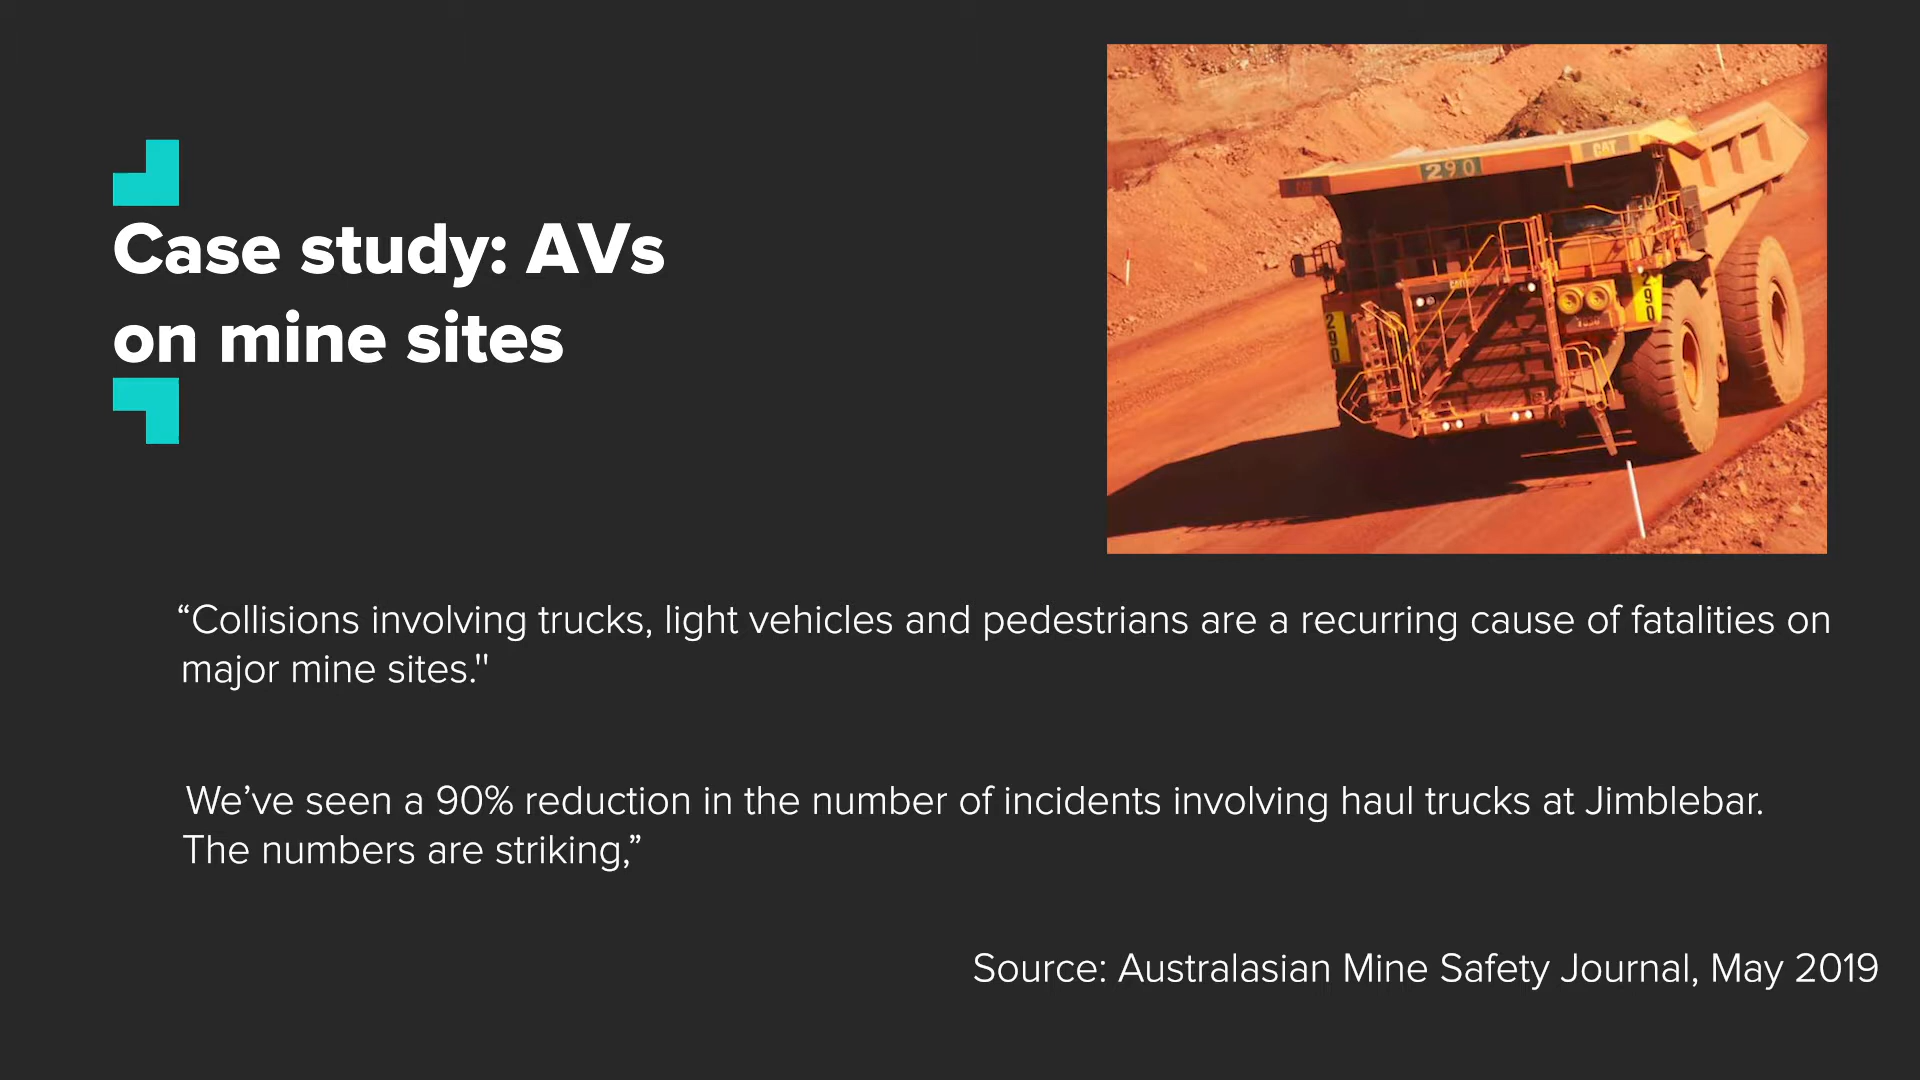 Case study: AVs
on mine sites
290
CAT
290
290
“Collisions involving trucks, light vehicles and pedestrians are a recurring cause of fatalities on
major mine sites."
We’ve seen a 90% reduction in the number of incidents involving haul trucks at Jimblebar.
The numbers are striking,”
Source: Australasian Mine Safety Journal, May 2019